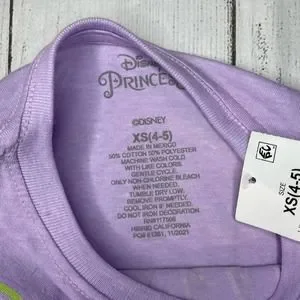 Disney
PRINCESS
©DISNEY
XS(4-5)
MADE IN MEXICO
50% COTTON 50% POLYESTER
MACHINE WASH COLD
WITH LIKE COLORS.
GENTLE CYCLE.
ONLY NON-CHLORINE BLEACH
WHEN NEEDED.
TUMBLE DRY LOW.
REMOVE PROMPTLY.
COOL IRON IF NEEDED.
DO NOT IRON DECORATION
HYBRID CALIFORNIA
SIZE
XS(4-5)